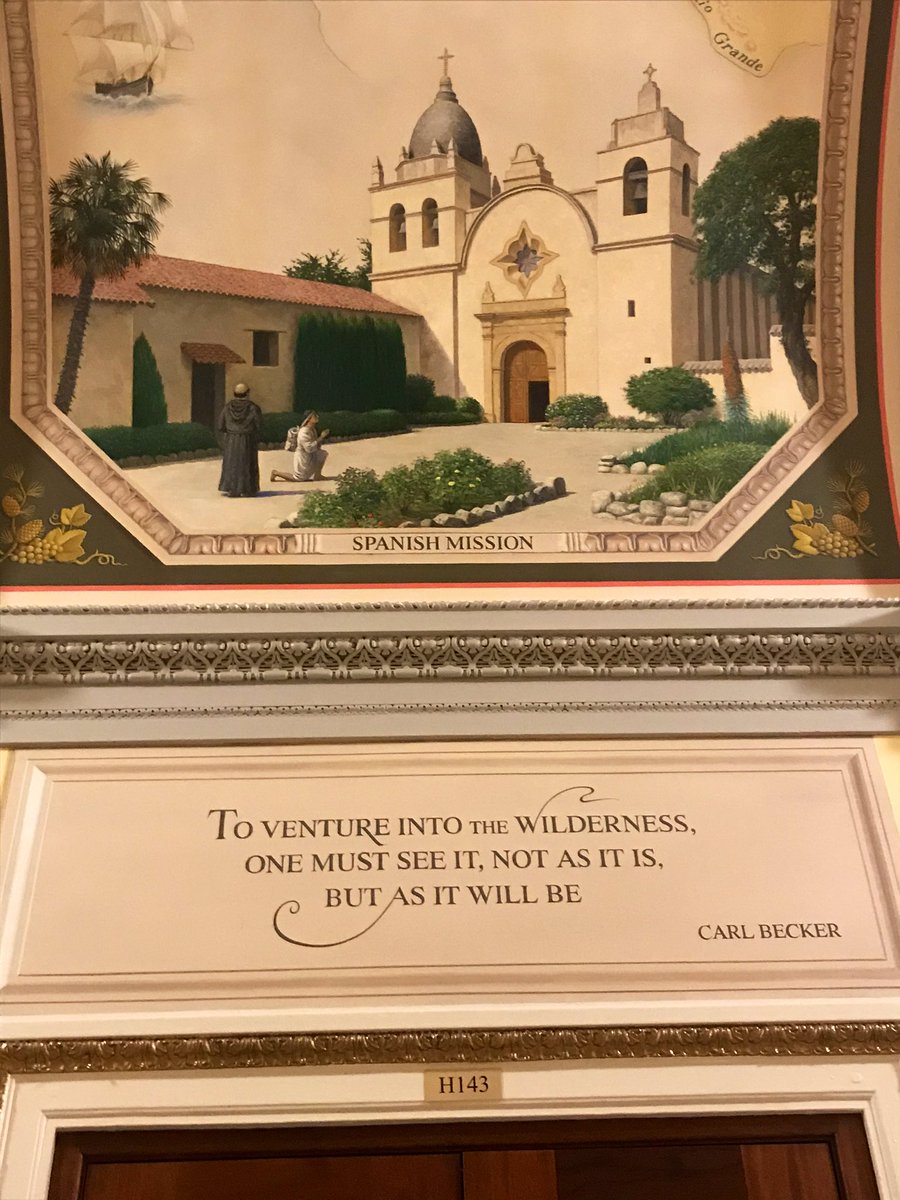 Grande
SPANISH MISSION
TO VENTURE INTO THE WILDERNESS,
ONE MUST SEE IT, NOT AS IT IS,
BUT AS IT WILL BE
CARL BECKER
H143